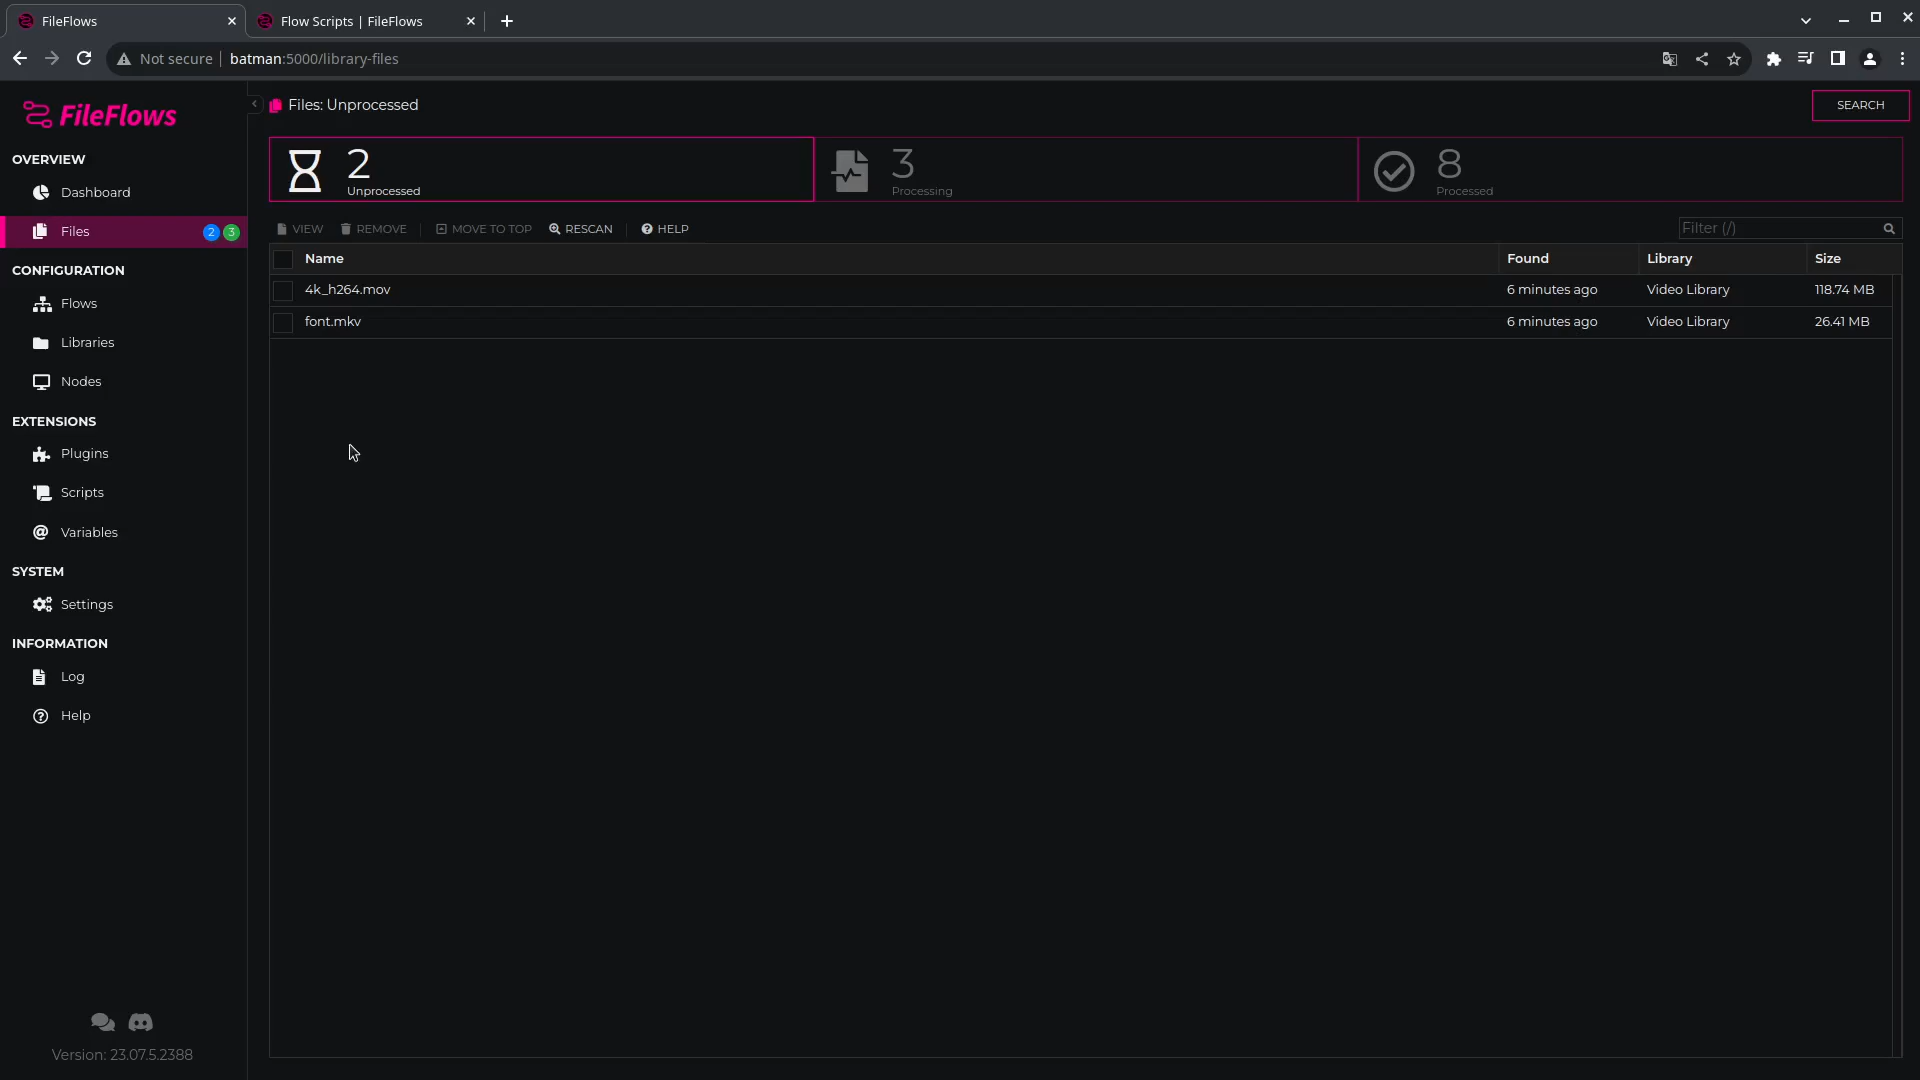 FileFlows
Flow Scripts | FileFlows
Not secure
batman:5000/library-files
FileFlows
OVERVIEW
Dashboard
Files
2
3
CONFIGURATION
Flows
Libraries
Nodes
EXTENSIONS
Plugins
Scripts
Variables
SYSTEM
Settings
INFORMATION
Log
Help
Version: 23.07.5.2388
Files: Unprocessed
SEARCH
2
Unprocessed
3
Processing
8
Processed
VIEW
REMOVE
MOVE TO TOP
RESCAN
HELP
Filter (/)
Name Found Library Size
4k_h264.mov 6 minutes ago Video Library 118.74 MB
font.mkv 6 minutes ago Video Library 26.41 MB